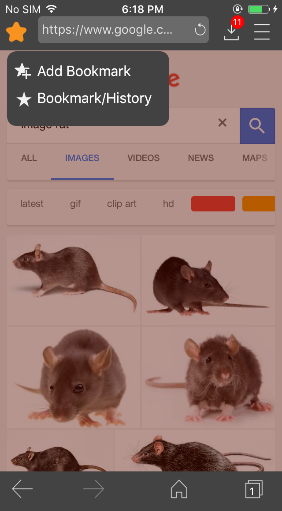 No SIM 6:18 PM
https://www.google.c... 11
Add Bookmark
Bookmark/History
ALL IMAGES VIDEOS NEWS MAPS
latest gif clip art hd
1